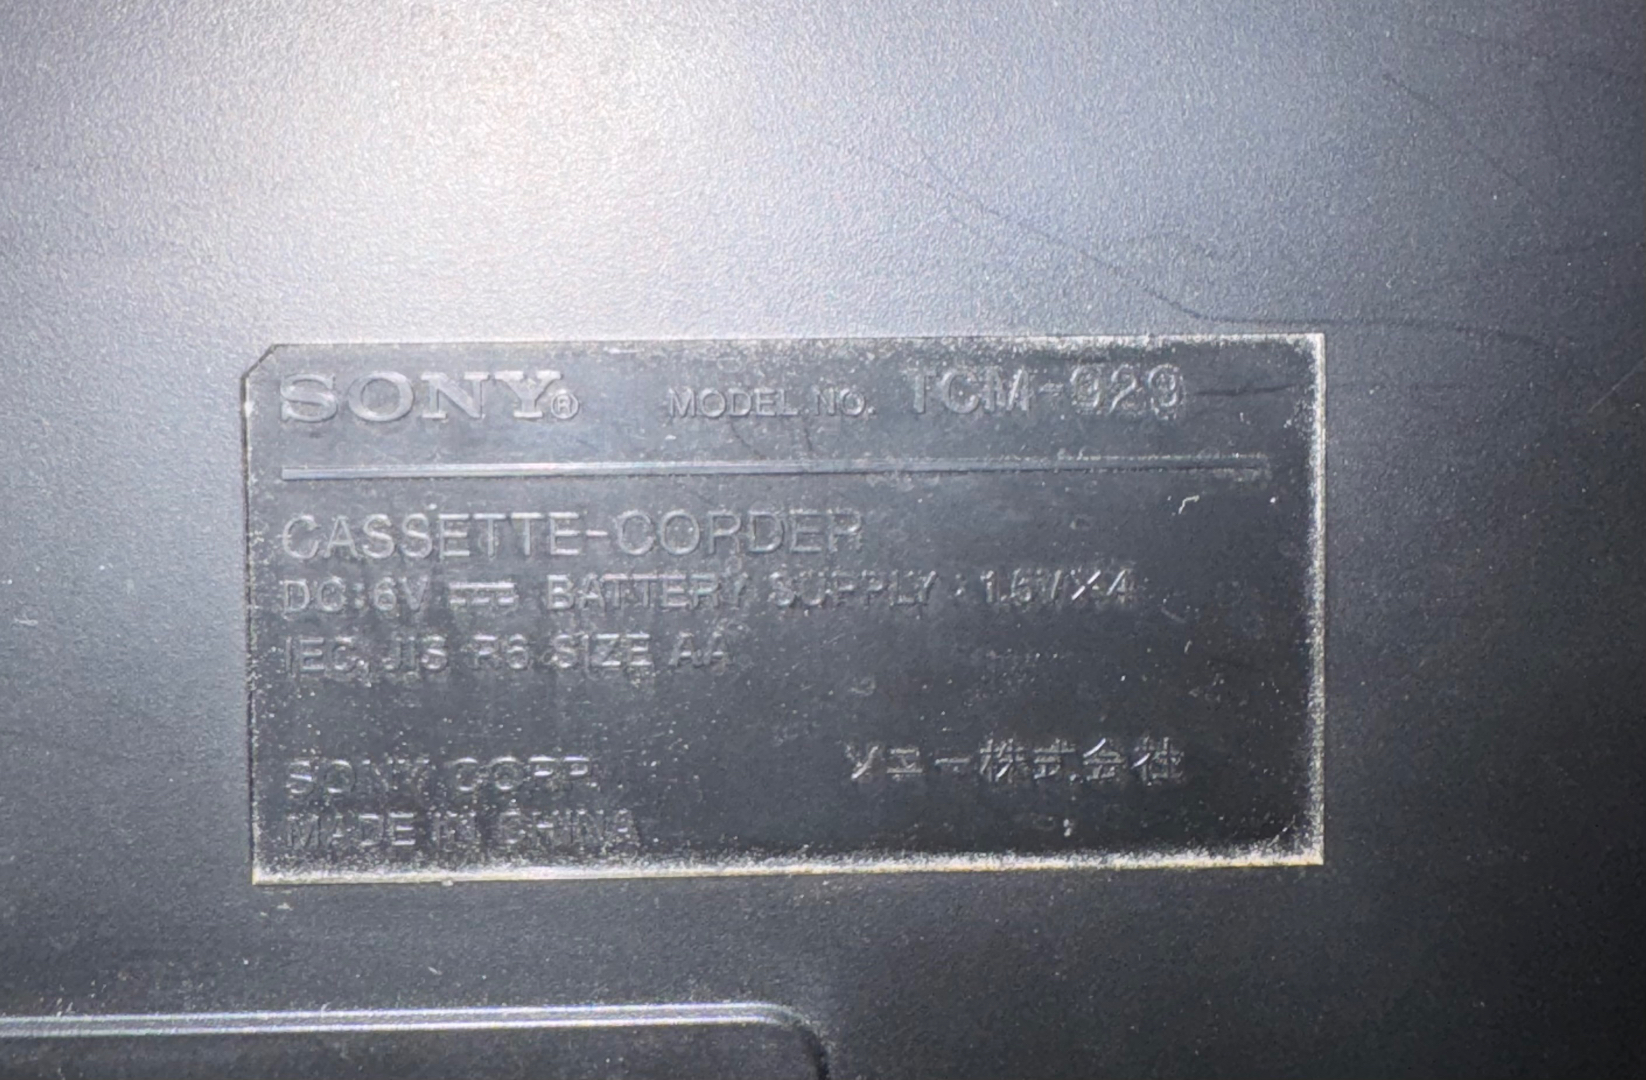 SONY® MODEL NO. TCM-929
CASSETTE-CORDER
DC:6V ⎓ BATTERY SUPPLY : 1.5V×4
IEC, JIS R6 SIZE AA
SONY CORP. ソニー株式会社
MADE IN CHINA